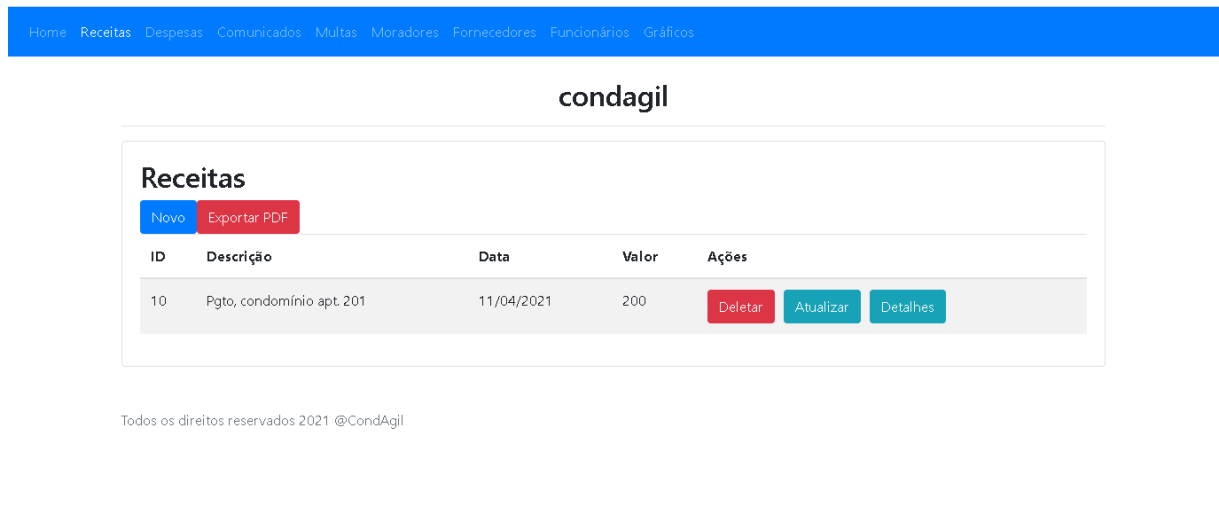 Home Receitas Despesas Comunicados Multas Moradores Fornecedores Funcionários Gráficos
condagil
Receitas
Novo Exportar PDF
ID Descrição Data Valor Ações
10 Pgto, condomínio apt. 201 11/04/2021 200 Deletar Atualizar Detalhes
Todos os direitos reservados 2021 @CondAgil